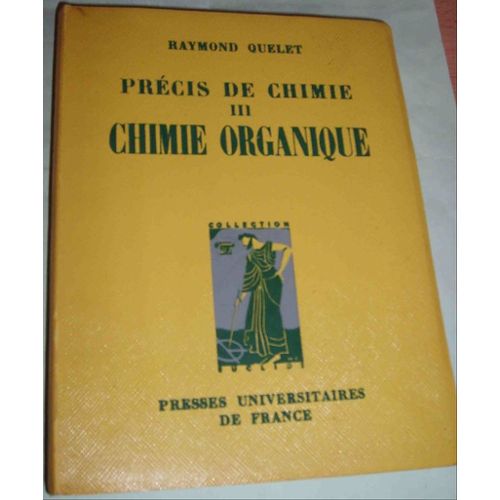 RAYMOND QUELET
PRÉCIS DE CHIMIE
III
CHIMIE ORGANIQUE
COLLECTION
EUCLIDE
PRESSES UNIVERSITAIRES
DE FRANCE